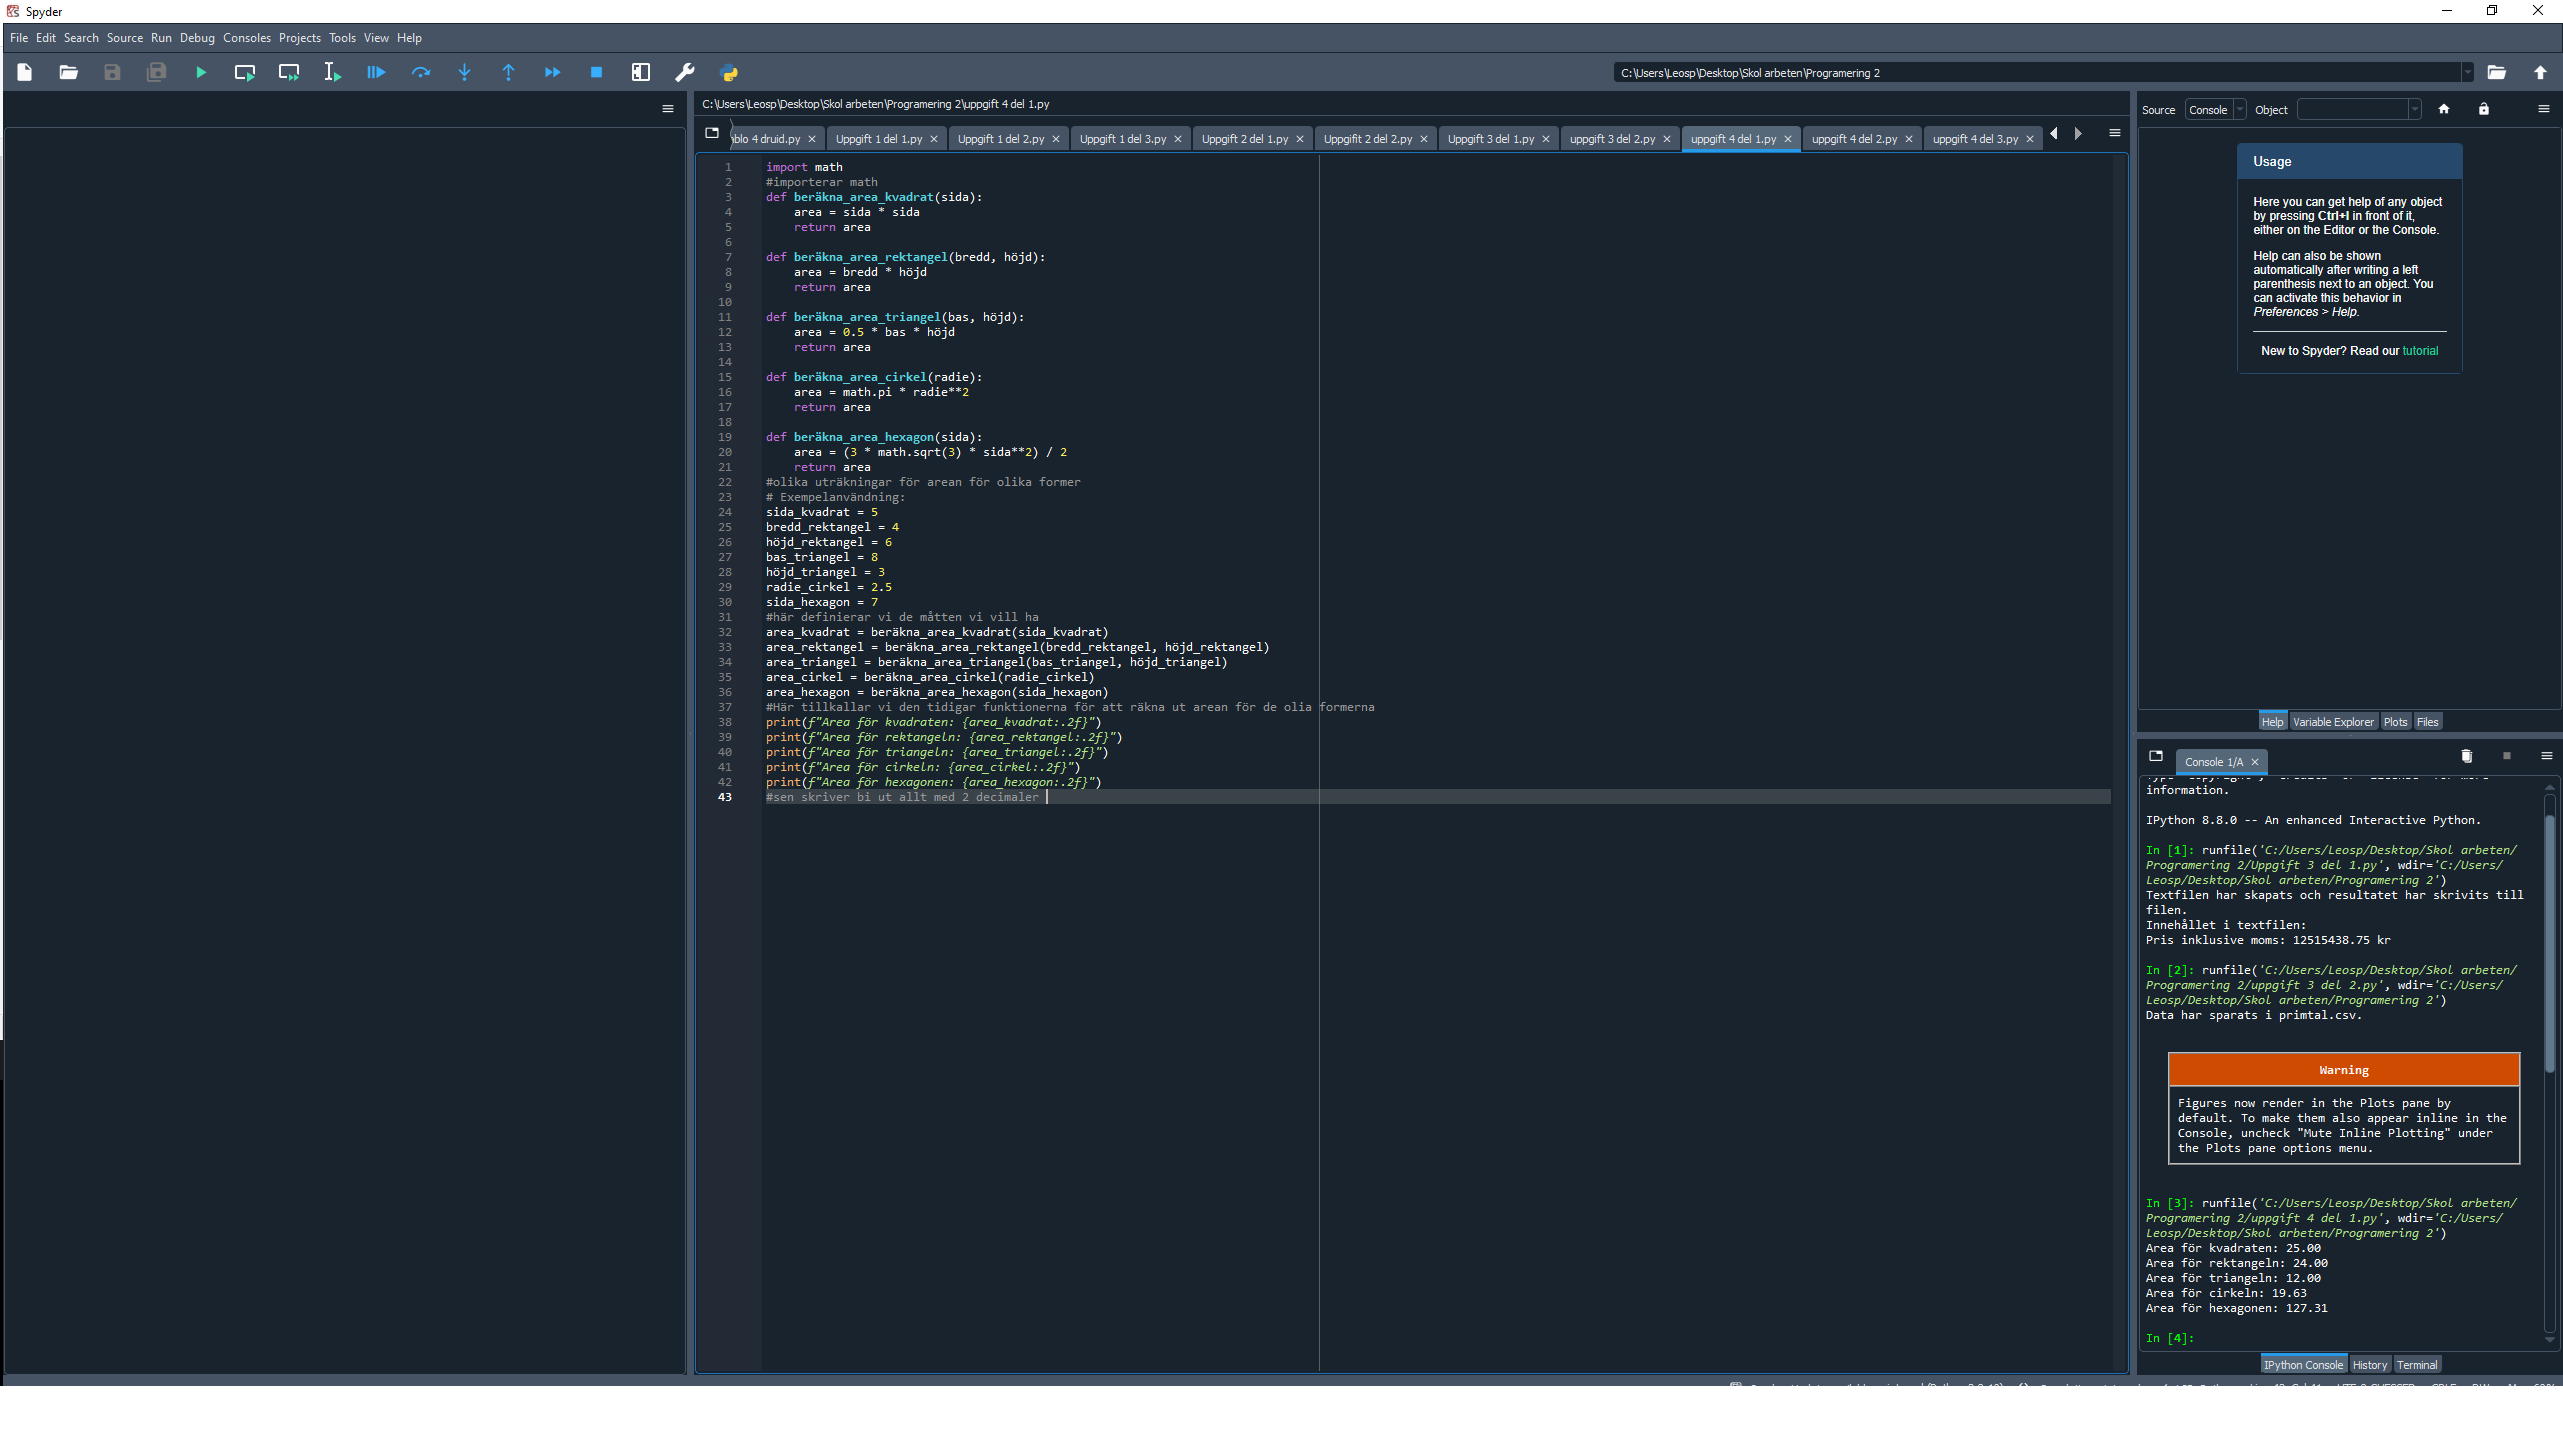 Spyder
File Edit Search Source Run Debug Consoles Projects Tools View Help
C:\Users\Leosp\Desktop\Skol arbeten\Programering 2
C:\Users\Leosp\Desktop\Skol arbeten\Programering 2\uppgift 4 del 1.py
blo 4 druid.py Uppgift 1 del 1.py Uppgift 1 del 2.py Uppgift 1 del 3.py Uppgift 2 del 1.py Uppgifit 2 del 2.py Uppgift 3 del 1.py uppgift 3 del 2.py uppgift 4 del 1.py uppgift 4 del 2.py uppgift 4 del 3.py
1 import math
2 #importerar math
3 def beräkna_area_kvadrat(sida):
4     area = sida * sida
5     return area
6
7 def beräkna_area_rektangel(bredd, höjd):
8     area = bredd * höjd
9     return area
10
11 def beräkna_area_triangel(bas, höjd):
12     area = 0.5 * bas * höjd
13     return area
14
15 def beräkna_area_cirkel(radie):
16     area = math.pi * radie**2
17     return area
18
19 def beräkna_area_hexagon(sida):
20     area = (3 * math.sqrt(3) * sida**2) / 2
21     return area
22 #olika uträkningar för arean för olika former
23 # Exempelanvändning:
24 sida_kvadrat = 5
25 bredd_rektangel = 4
26 höjd_rektangel = 6
27 bas_triangel = 8
28 höjd_triangel = 3
29 radie_cirkel = 2.5
30 sida_hexagon = 7
31 #här definierar vi de måtten vi vill ha
32 area_kvadrat = beräkna_area_kvadrat(sida_kvadrat)
33 area_rektangel = beräkna_area_rektangel(bredd_rektangel, höjd_rektangel)
34 area_triangel = beräkna_area_triangel(bas_triangel, höjd_triangel)
35 area_cirkel = beräkna_area_cirkel(radie_cirkel)
36 area_hexagon = beräkna_area_hexagon(sida_hexagon)
37 #Här tillkallar vi den tidigar funktionerna för att räkna ut arean för de olia formerna
38 print(f"Area för kvadraten: {area_kvadrat:.2f}")
39 print(f"Area för rektangeln: {area_rektangel:.2f}")
40 print(f"Area för triangeln: {area_triangel:.2f}")
41 print(f"Area för cirkeln: {area_cirkel:.2f}")
42 print(f"Area för hexagonen: {area_hexagon:.2f}")
43 #sen skriver bi ut allt med 2 decimaler
Source Console Object
Usage
Here you can get help of any object
by pressing Ctrl+I in front of it,
either on the Editor or the Console.
Help can also be shown
automatically after writing a left
parenthesis next to an object. You
can activate this behavior in
Preferences > Help.
New to Spyder? Read our tutorial
Help Variable Explorer Plots Files
Console 1/A
information.
IPython 8.8.0 -- An enhanced Interactive Python.
In [1]: runfile('C:/Users/Leosp/Desktop/Skol arbeten/
Programering 2/Uppgift 3 del 1.py', wdir='C:/Users/
Leosp/Desktop/Skol arbeten/Programering 2')
Textfilen har skapats och resultatet har skrivits till
filen.
Innehållet i textfilen:
Pris inklusive moms: 12515438.75 kr
In [2]: runfile('C:/Users/Leosp/Desktop/Skol arbeten/
Programering 2/uppgift 3 del 2.py', wdir='C:/Users/
Leosp/Desktop/Skol arbeten/Programering 2')
Data har sparats i primtal.csv.
Warning
Figures now render in the Plots pane by
default. To make them also appear inline in the
Console, uncheck "Mute Inline Plotting" under
the Plots pane options menu.
In [3]: runfile('C:/Users/Leosp/Desktop/Skol arbeten/
Programering 2/uppgift 4 del 1.py', wdir='C:/Users/
Leosp/Desktop/Skol arbeten/Programering 2')
Area för kvadraten: 25.00
Area för rektangeln: 24.00
Area för triangeln: 12.00
Area för cirkeln: 19.63
Area för hexagonen: 127.31
In [4]:
IPython Console History Terminal